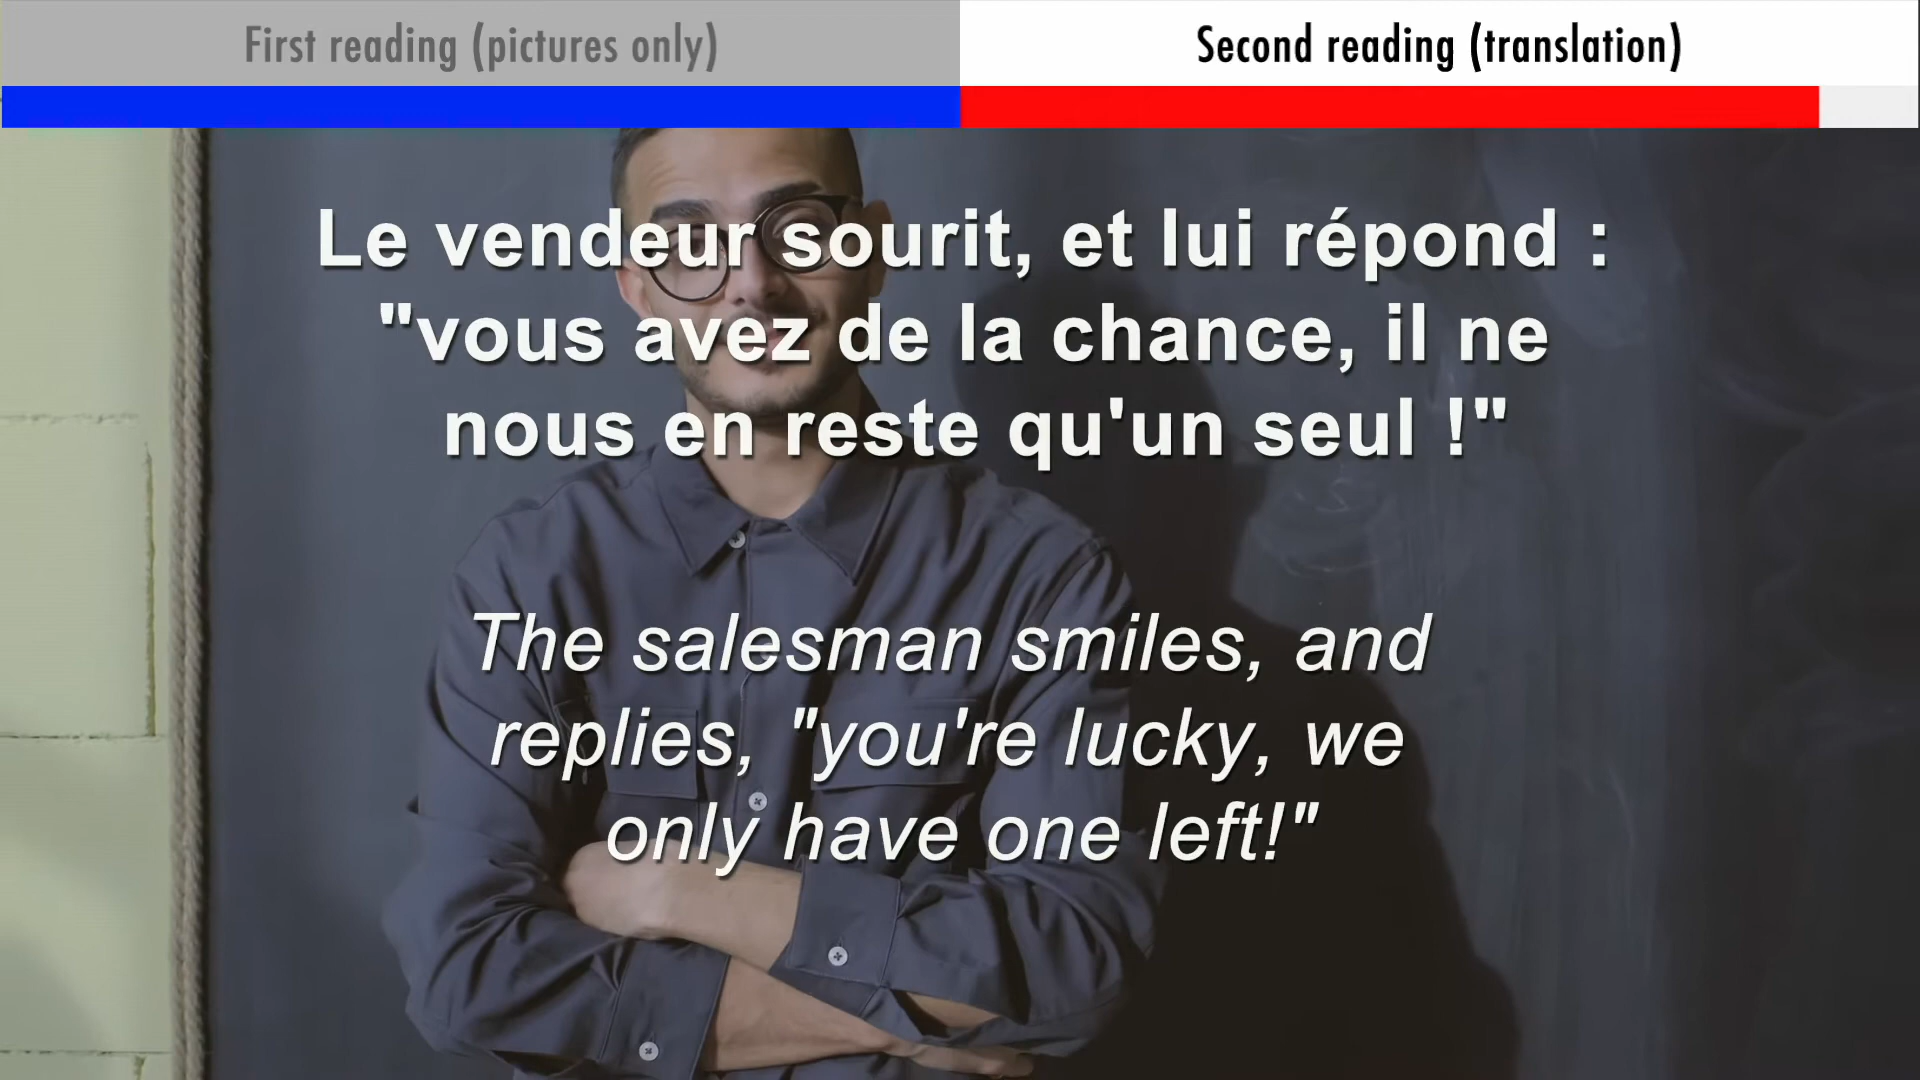 First reading (pictures only)
Second reading (translation)
Le vendeur sourit, et lui répond :
"vous avez de la chance, il ne
nous en reste qu'un seul !"
The salesman smiles, and
replies, "you're lucky, we
only have one left!"